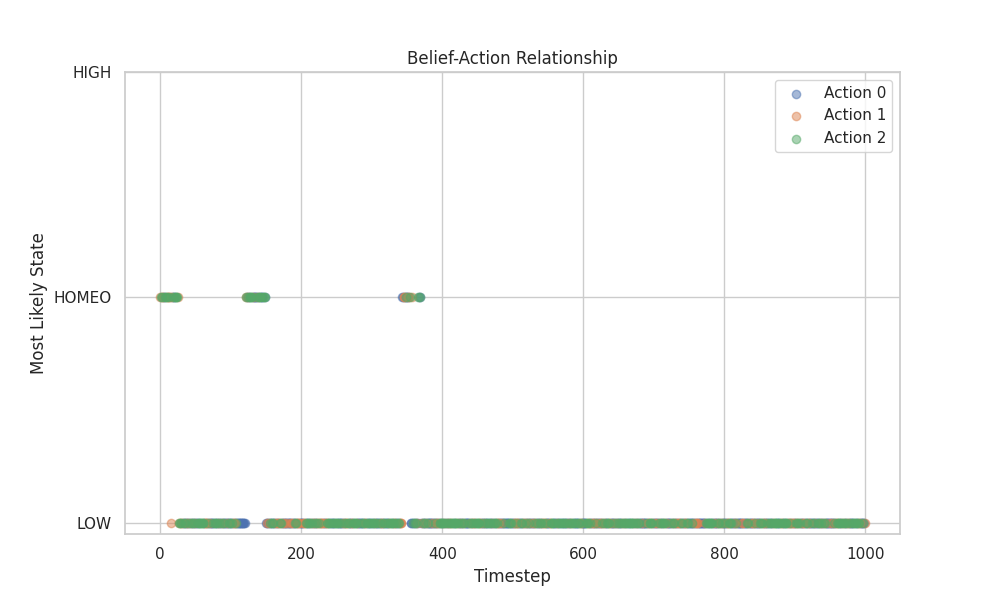 Belief-Action Relationship
HIGH
HOMEO
LOW
Most Likely State
Action 0
Action 1
Action 2
0
200
400
600
800
1000
Timestep